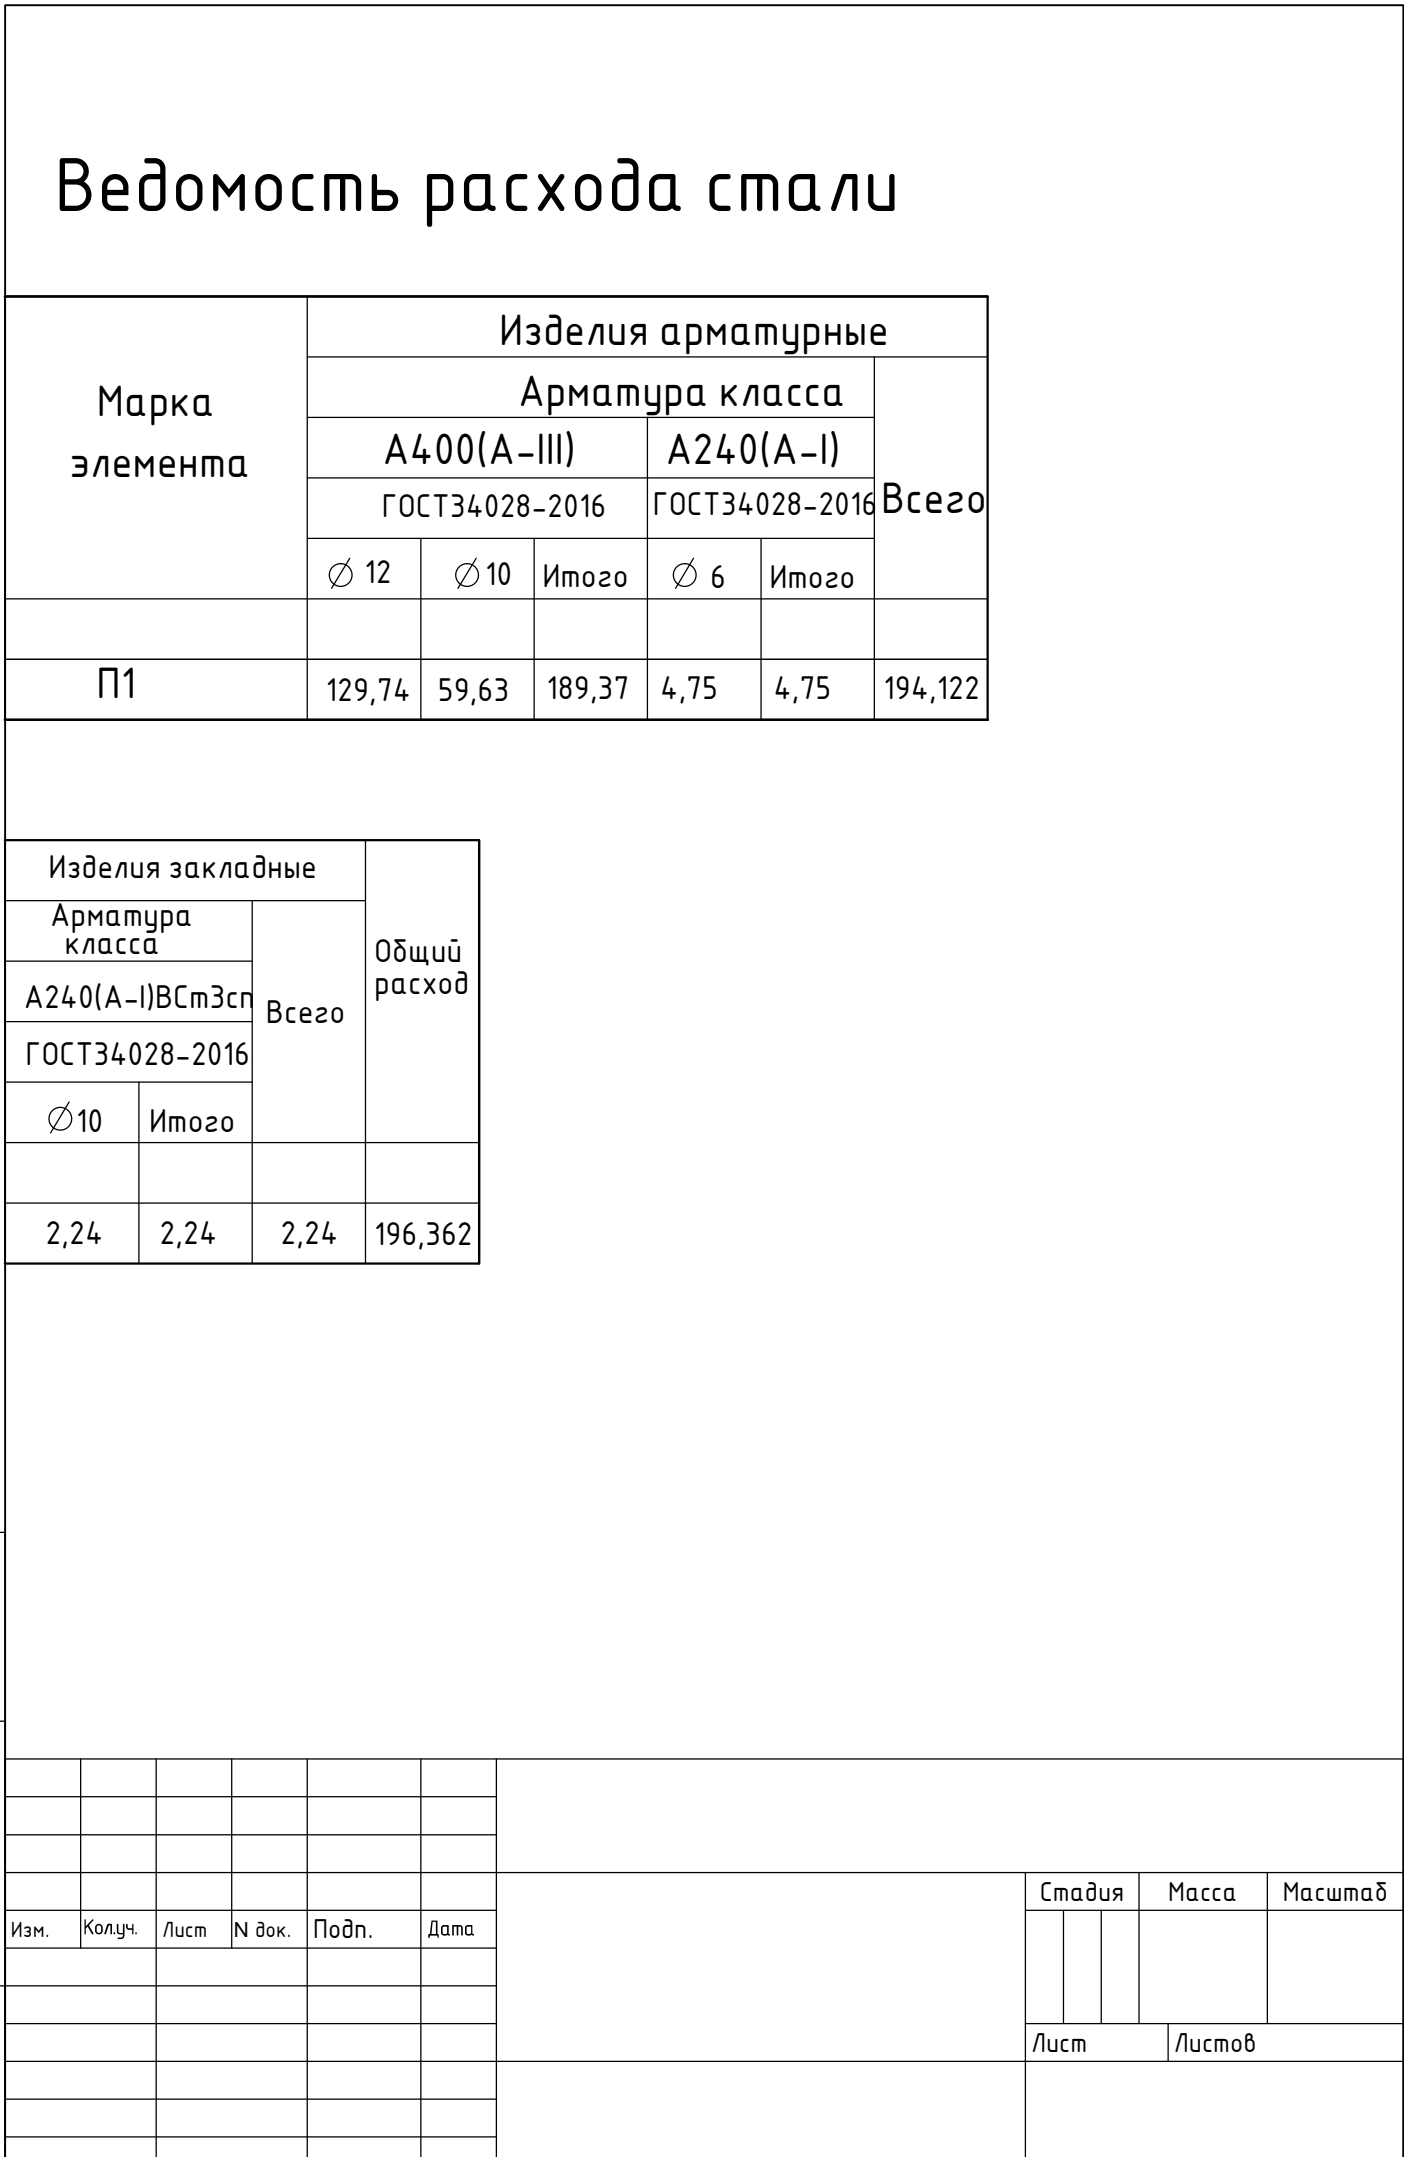 Ведомость расхода стали
Изделия арматурные
Марка
элемента
Арматура класса
А400(А-III) А240(А-I)
ГОСТ34028-2016 ГОСТ34028-2016 Всего
∅ 12 ∅10 Итого ∅ 6 Итого
П1 129,74 59,63 189,37 4,75 4,75 194,122
Изделия закладные
Арматура
класса
Общий
расход
А240(А-I)ВСт3сп
Всего
ГОСТ34028-2016
∅10 Итого
2,24 2,24 2,24 196,362
Стадия Масса Масштаб
Изм. Кол.уч. Лист N док. Подп. Дата
Лист Листов